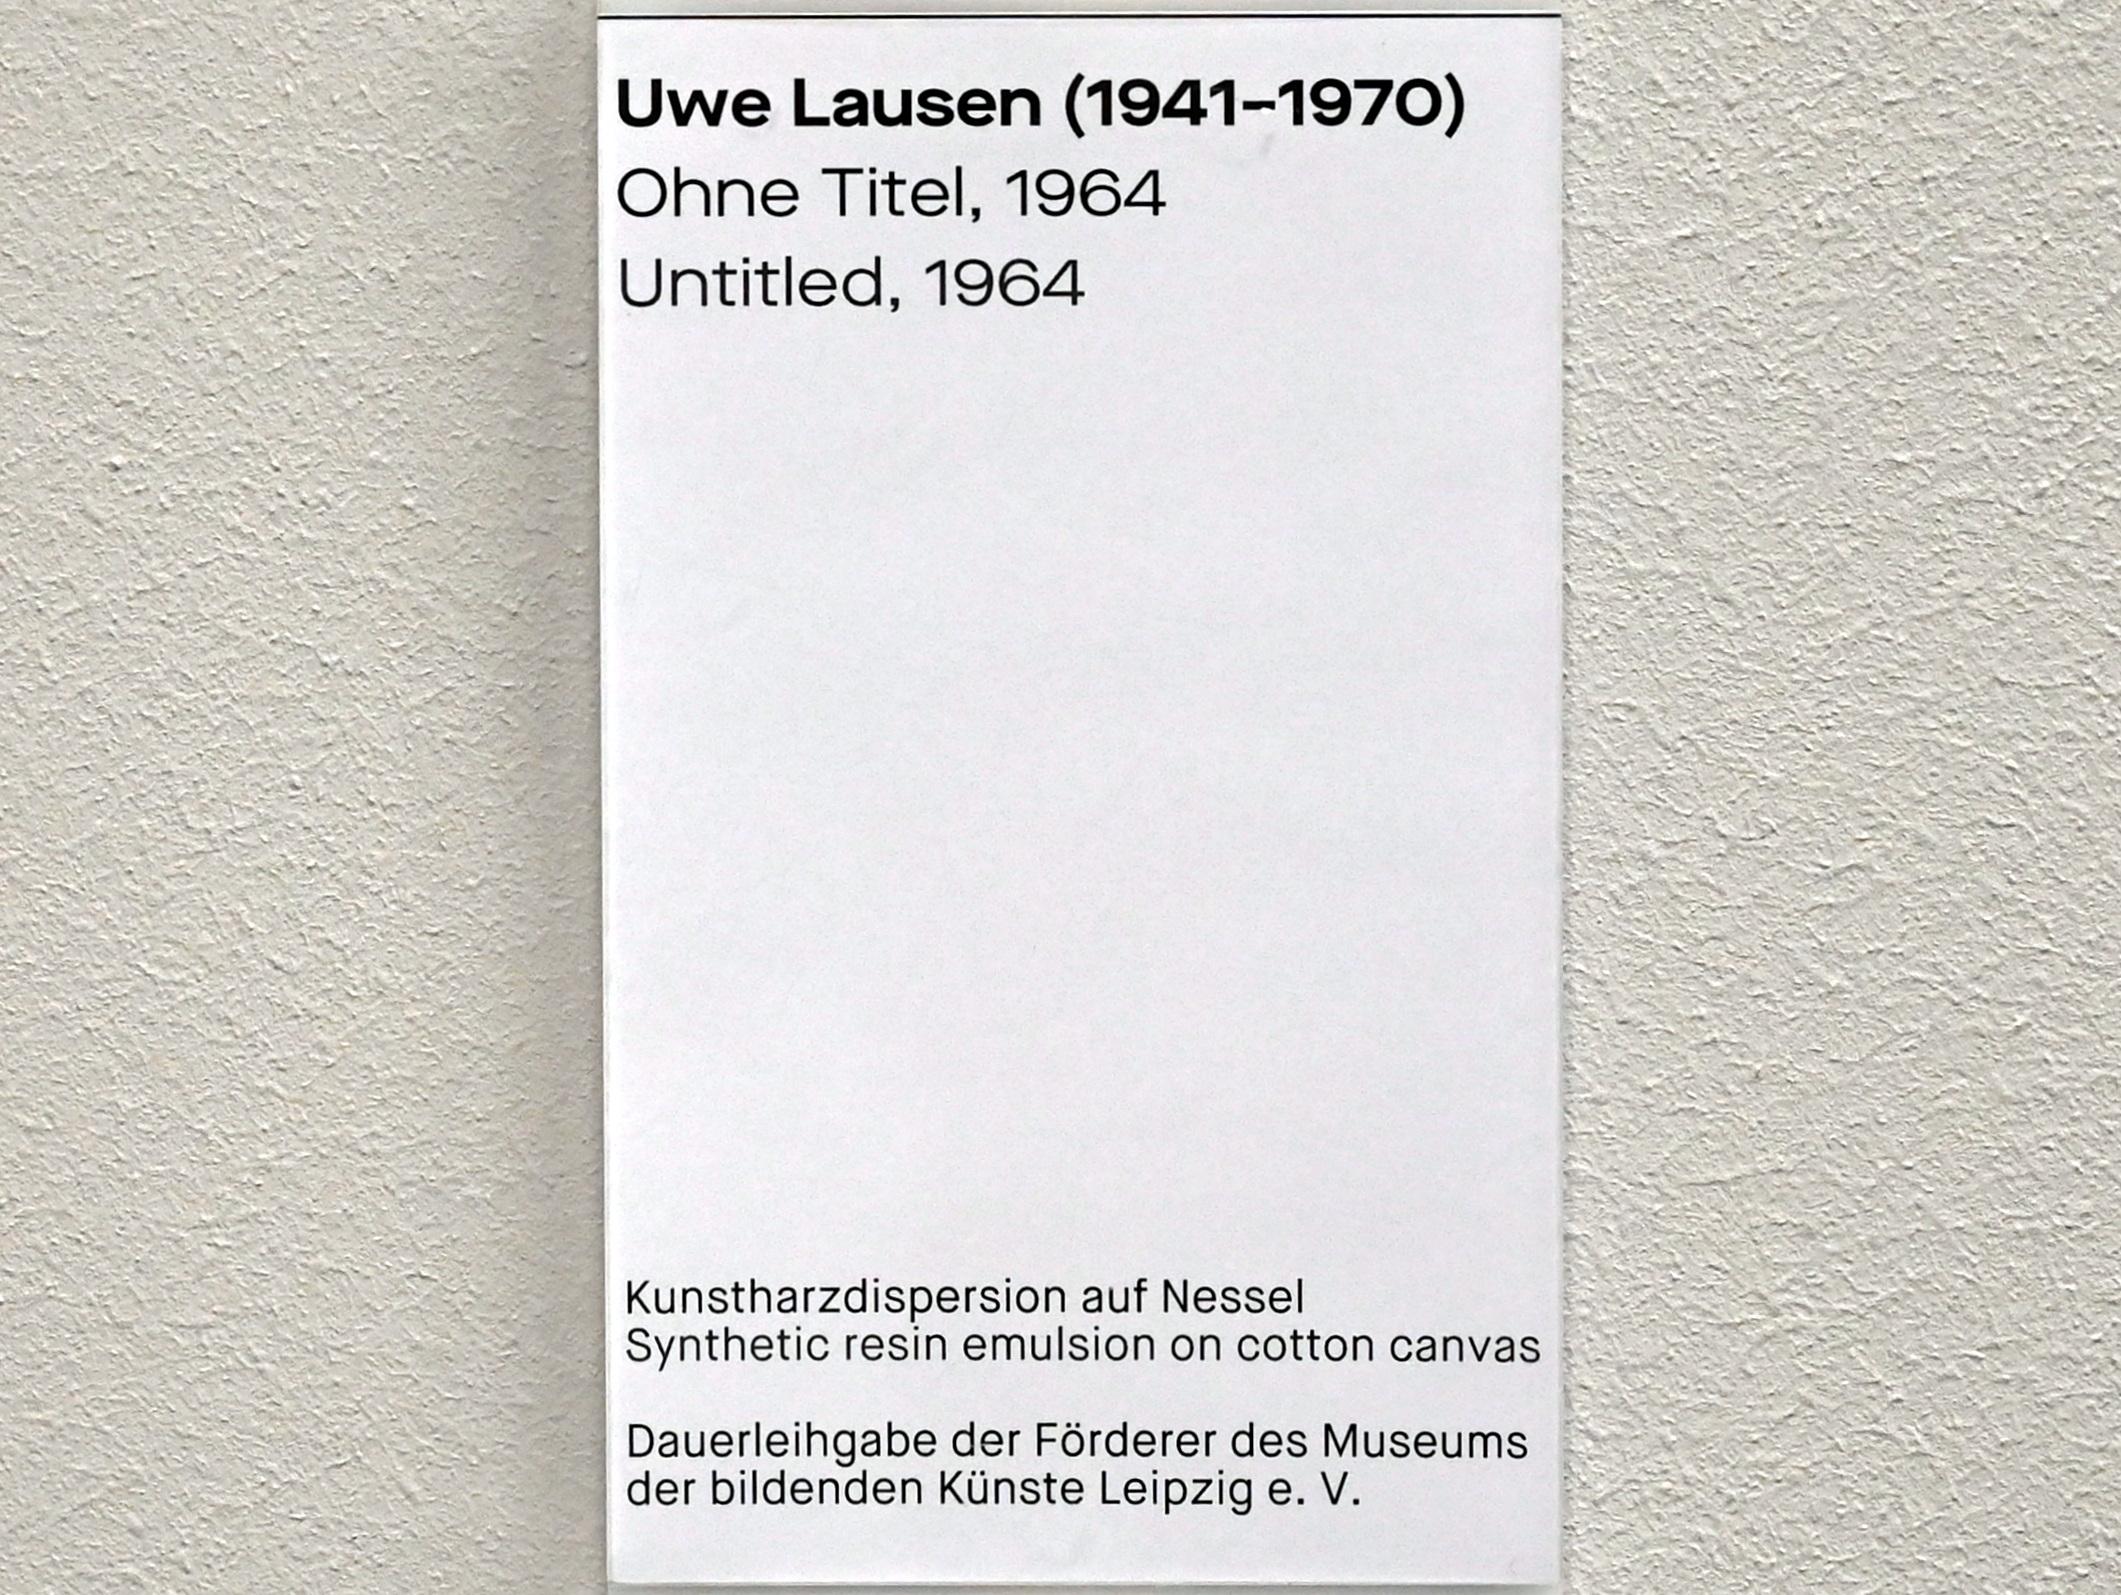 Uwe Lausen (1941–1970)
Ohne Titel, 1964
Untitled, 1964
Kunstharzdispersion auf Nessel
Synthetic resin emulsion on cotton canvas
Dauerleihgabe der Förderer des Museums
der bildenden Künste Leipzig e. V.